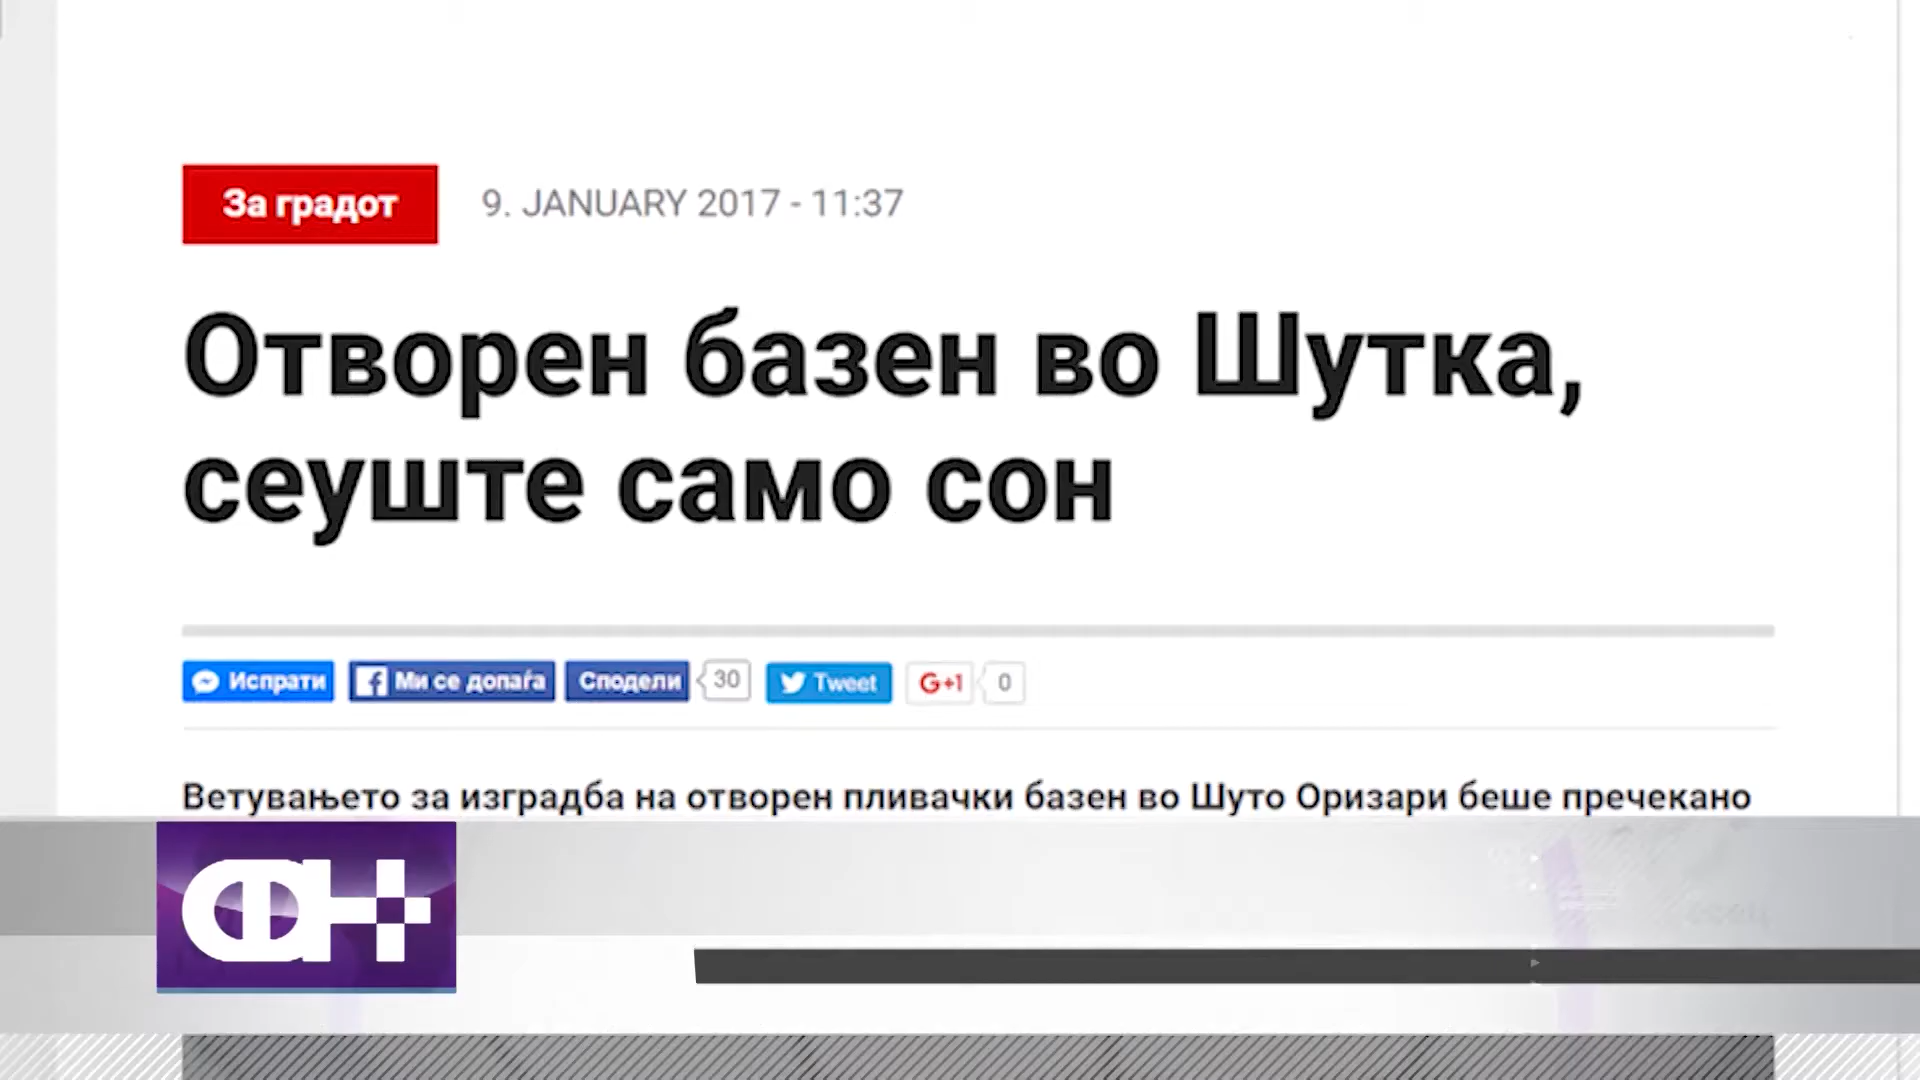 За градот
9. JANUARY 2017 - 11:37
Отворен базен во Шутка,
сеуште само сон
Испрати
Ми се допаѓа
Сподели
30
Tweet
G+1
0
Ветувањето за изградба на отворен пливачки базен во Шуто Оризари беше пречекано
ФН